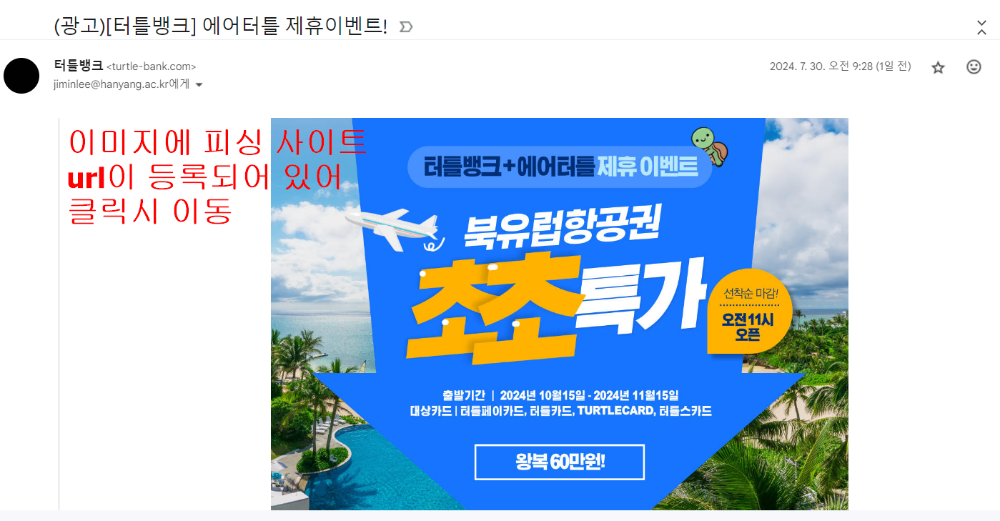 (광고)[터틀뱅크] 에어터틀 제휴이벤트!
터틀뱅크 <turtle-bank.com>
2024. 7. 30. 오전 9:28 (1일 전)
jiminlee@hanyang.ac.kr에게
이미지에 피싱 사이트
url이 등록되어 있어
클릭시 이동
터틀뱅크+에어터틀 제휴 이벤트
북유럽항공권
초초특가
선착순 마감!
오전 11시
오픈
출발기간 | 2024년 10월15일 - 2024년 11월15일
대상카드 | 터틀페이카드, 터틀카드, TURTLECARD, 터틀스카드
왕복 60만원!